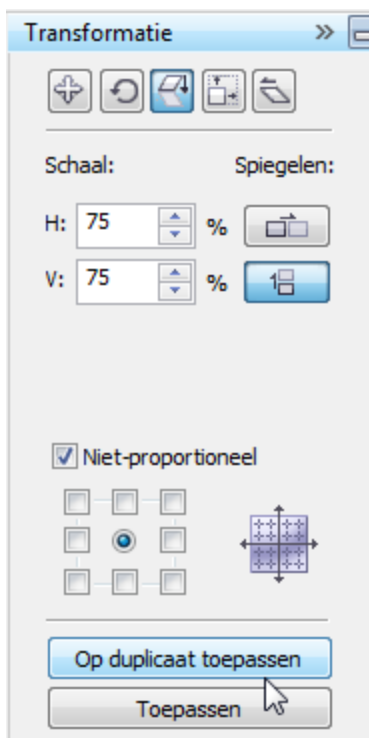 Transformatie
Schaal: Spiegelen:
H: 75 %
V: 75 %
Niet-proportioneel
Op duplicaat toepassen
Toepassen